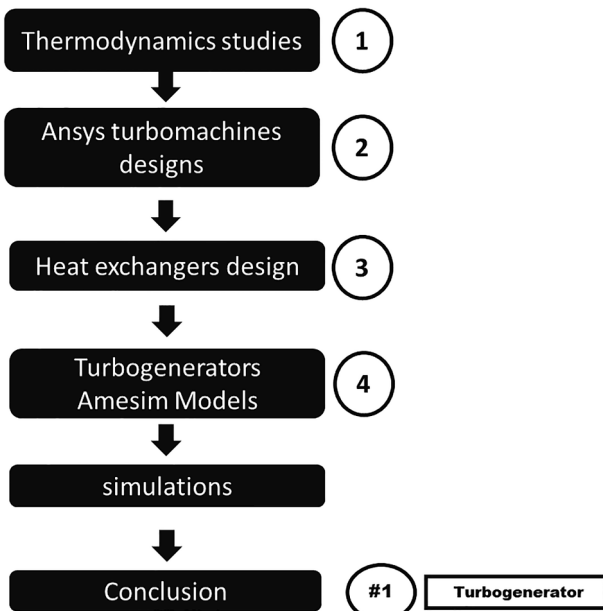 Thermodynamics studies
1
Ansys turbomachines
designs
2
Heat exchangers design
3
Turbogenerators
Amesim Models
4
simulations
Conclusion
#1
Turbogenerator